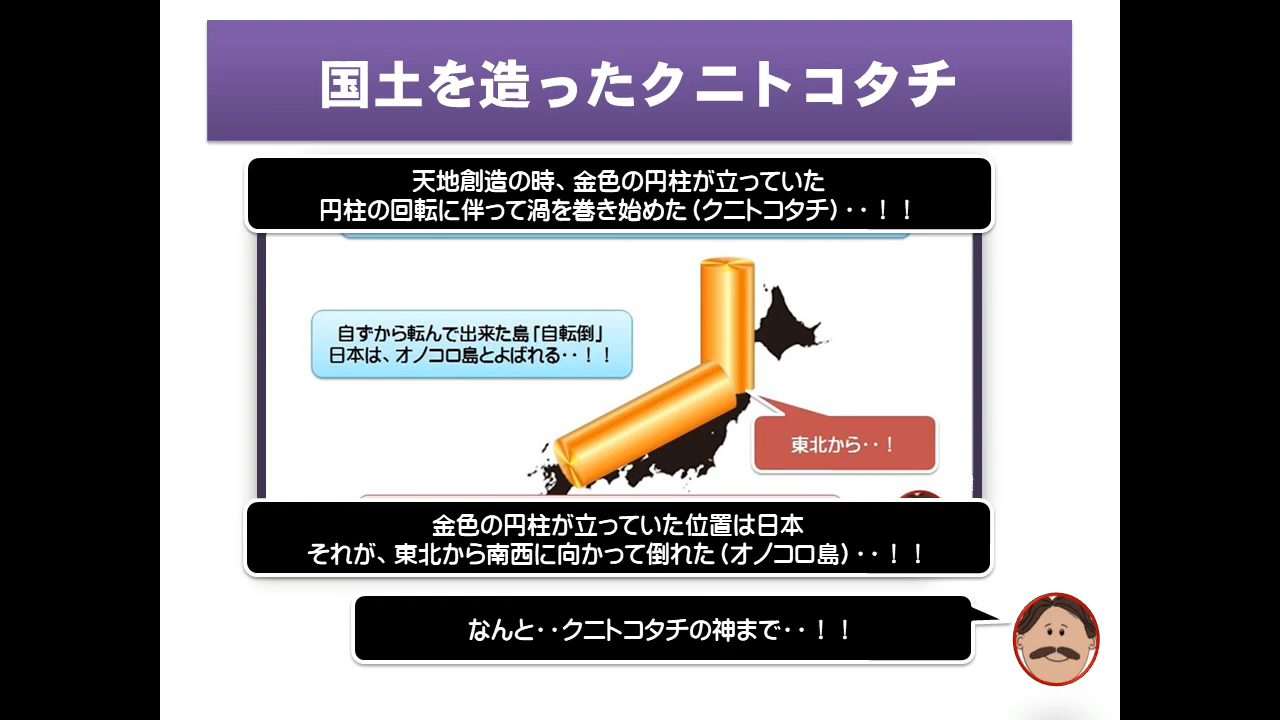 国土を造ったクニトコタチ
天地創造の時、金色の円柱が立っていた
円柱の回転に伴って渦を巻き始めた（クニトコタチ）‥！！
自ずから転んで出来た島「自転倒」
日本は、オノコロ島とよばれる‥！！
東北から‥！
金色の円柱が立っていた位置は日本
それが、東北から南西に向かって倒れた（オノコロ島）‥！！
なんと‥クニトコタチの神まで‥！！